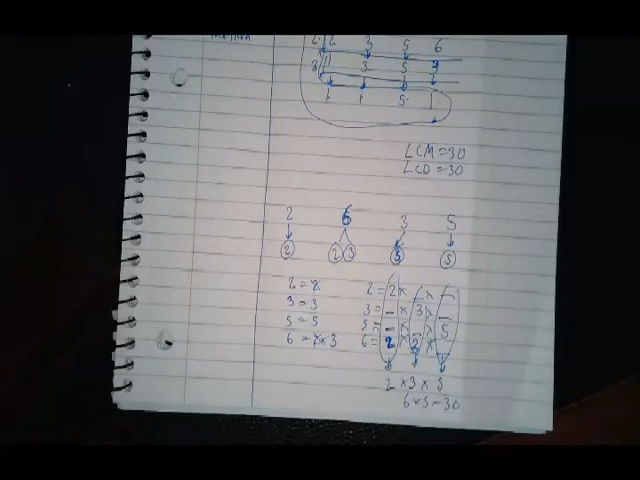 2 2 3 5 6
3 1 3 5 3
1 1 5 1
LCM = 30
LCD = 30
2 6 3 5
2 2 3 3 5
2 = 2 2 = 2 x _ x _
3 = 3 3 = _ x 3 x _
5 = 5 5 = _ x _ x 5
6 = 2 x 3 6 = 2 x 3 x _
2 x 3 x 5
6 x 5 = 30